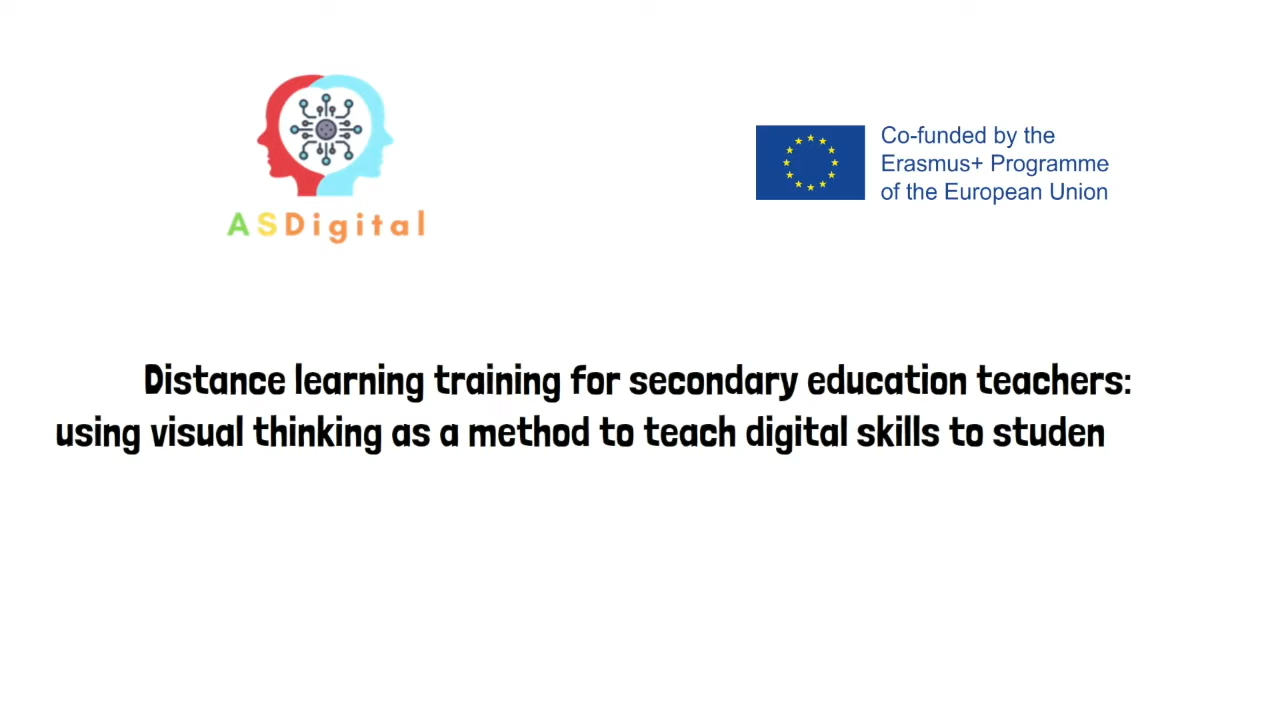 ASDigital
Co-funded by the
Erasmus+ Programme
of the European Union
Distance learning training for secondary education teachers:
using visual thinking as a method to teach digital skills to studen